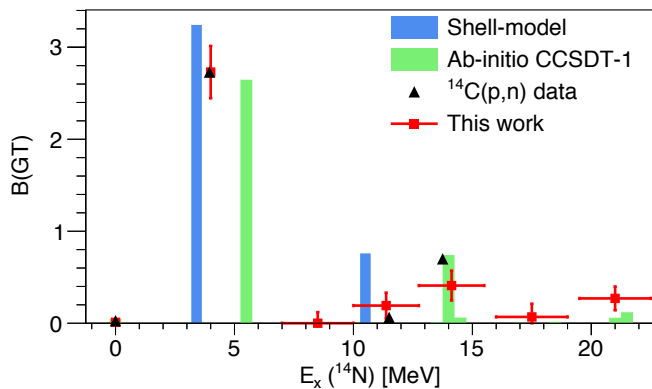 Shell-model
Ab-initio CCSDT-1
¹⁴C(p,n) data
This work
B(GT)
3
2
1
0
0 5 10 15 20
Eₓ (¹⁴N) [MeV]